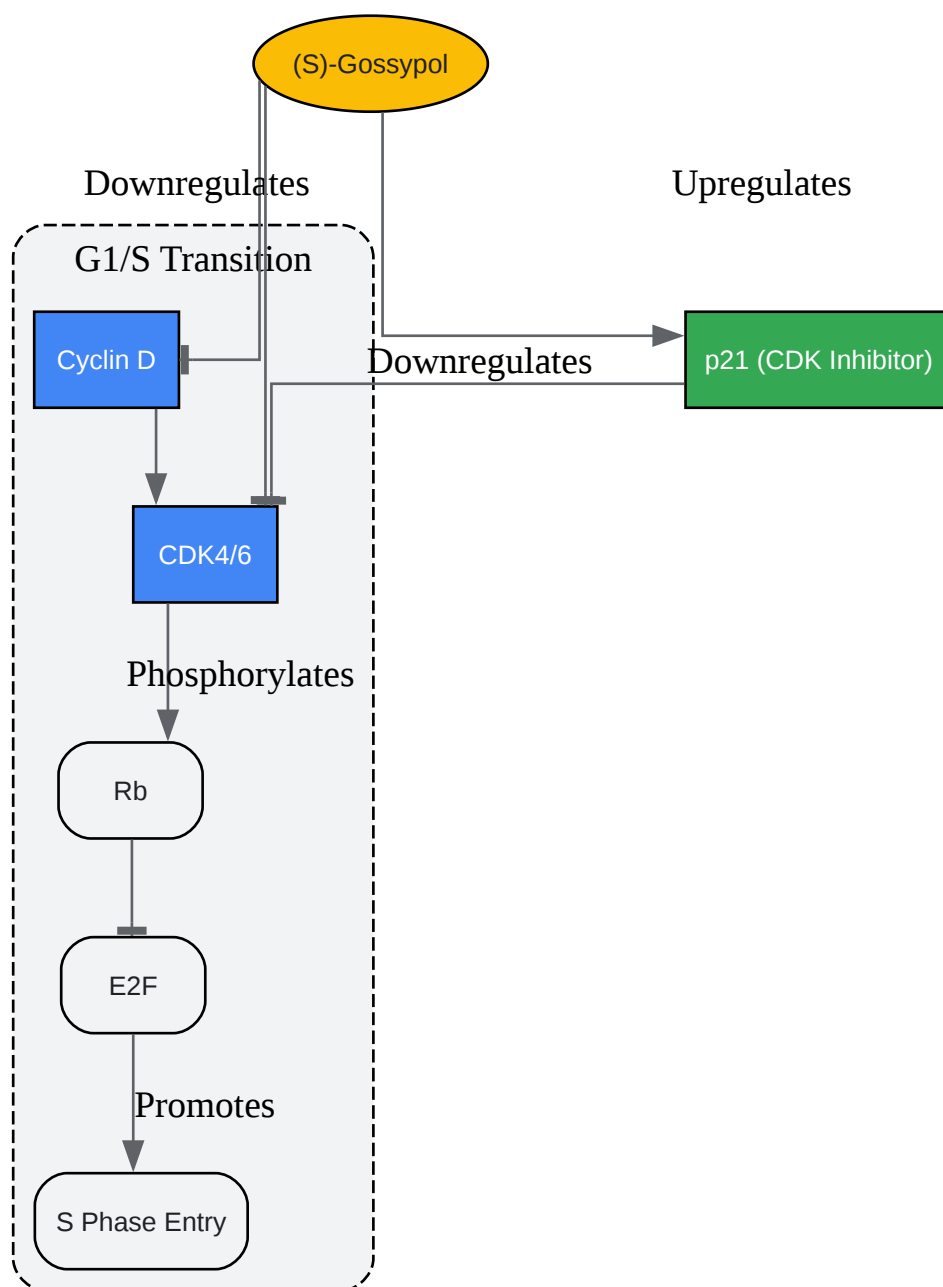 (S)-Gossypol
Downregulates
Upregulates
G1/S Transition
Cyclin D
Downregulates
p21 (CDK Inhibitor)
CDK4/6
Phosphorylates
Rb
E2F
Promotes
S Phase Entry